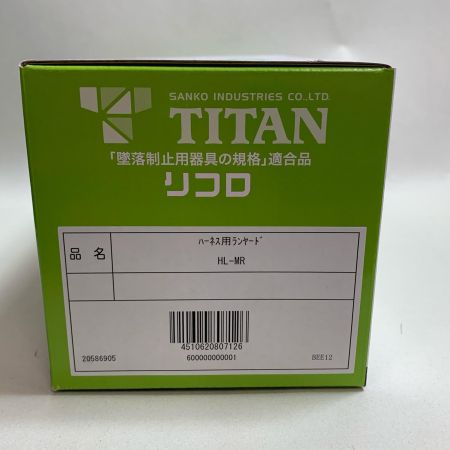 SANKO INDUSTRIES CO.,LTD.
TITAN
「墜落制止用器具の規格」適合品
リコロ
ﾊｰﾈｽ用ﾗﾝﾔｰﾄﾞ
品 名
HL-MR
4510620807126
20586905
600000000001
BEE12